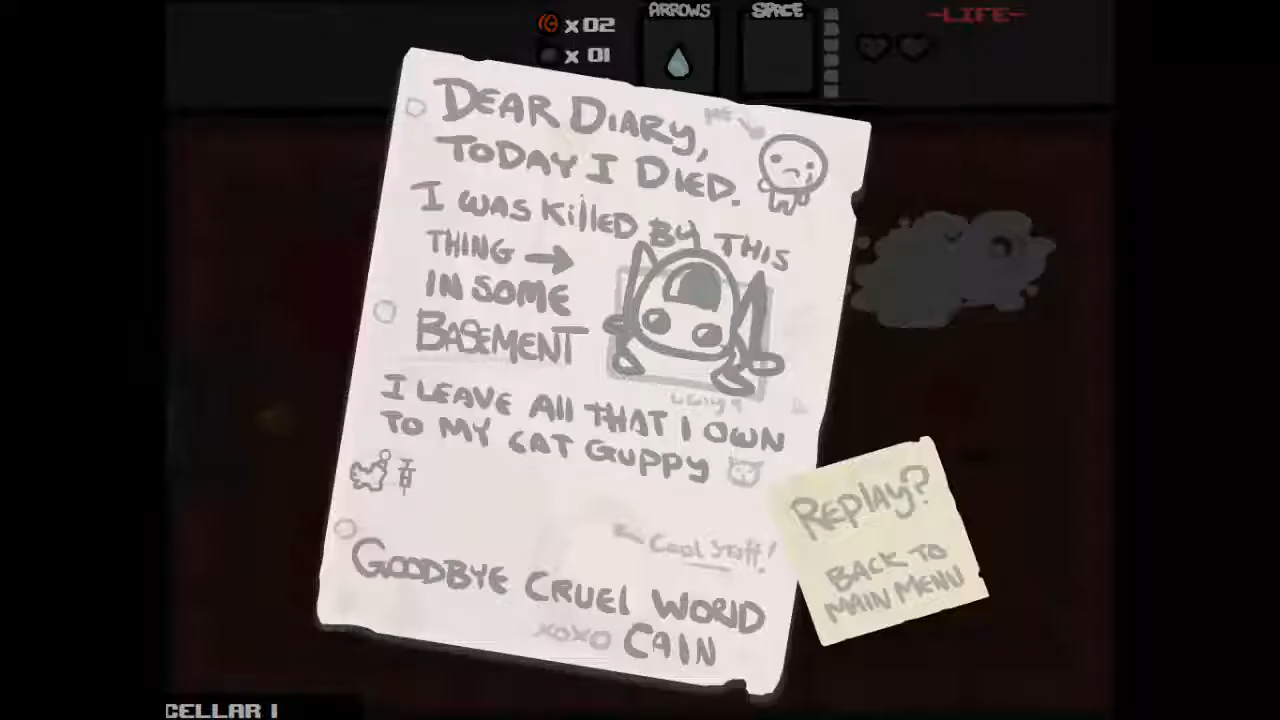 x 02
x 01
ARROWS
SPACE
-LIFE-
DEAR DIARY,
TODAY I DIED.
I WAS KillED BY THIS
THING →
IN SOME
BASEMENT
I LEAVE All THAT I OWN
TO MY CAT GUPPY
Cool Stuff!
GOODBYE CRUEl WORlD
XOXO CAIN
REPlAY?
BACK TO
MAIN MENU
CELLAR I